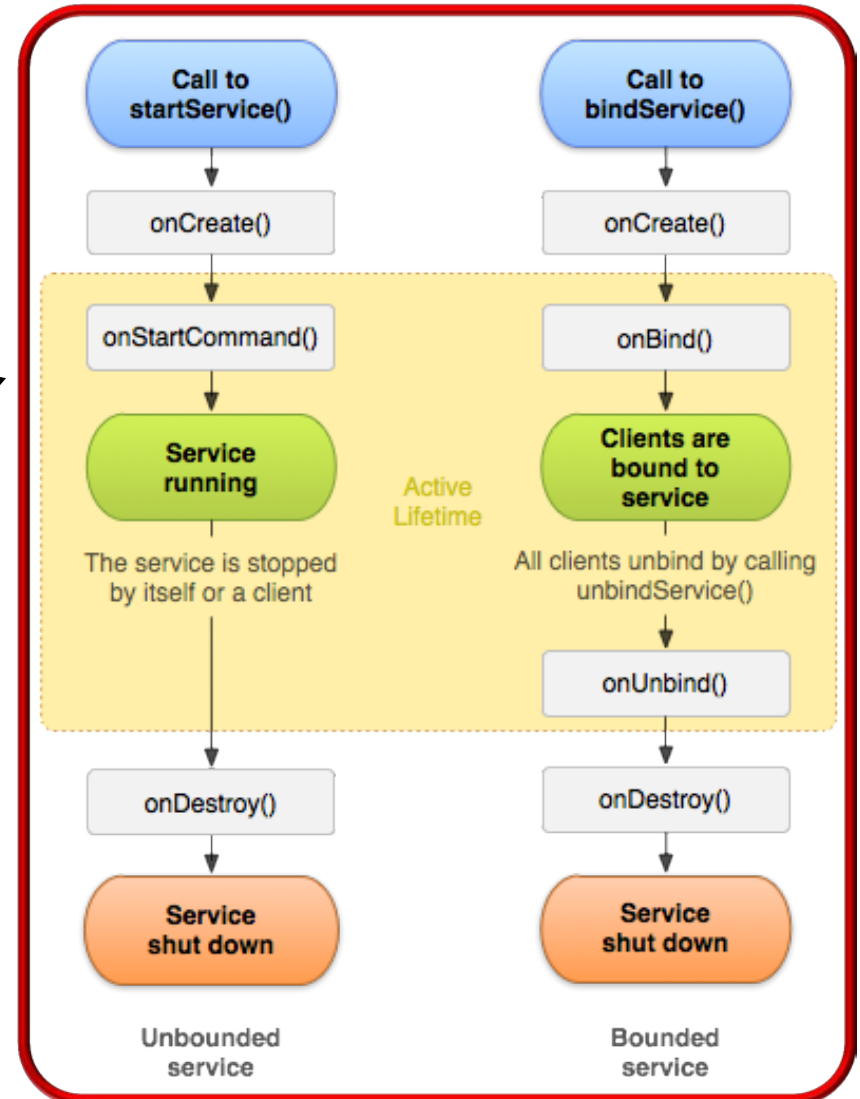 Call to
startService()
onCreate()
onStartCommand()
Service
running
The service is stopped
by itself or a client
onDestroy()
Service
shut down
Unbounded
service
Active
Lifetime
Call to
bindService()
onCreate()
onBind()
Clients are
bound to
service
All clients unbind by calling
unbindService()
onUnbind()
onDestroy()
Service
shut down
Bounded
service